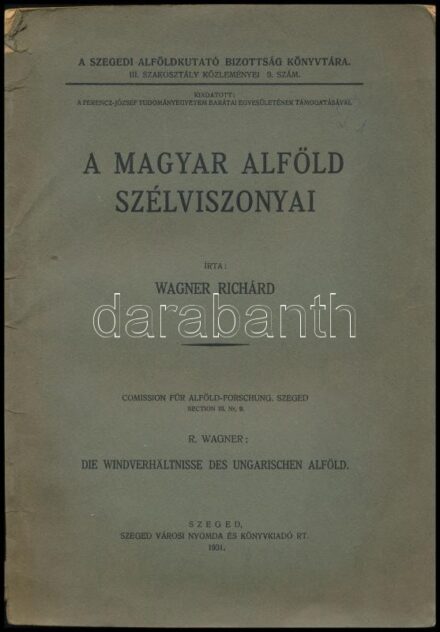 A SZEGEDI ALFÖLDKUTATÓ BIZOTTSÁG KÖNYVTÁRA.
III. SZAKOSZTÁLY KÖZLEMÉNYEI 9. SZÁM.
KIADATOTT:
A FERENCZ-JÓZSEF TUDOMÁNYEGYETEM BARÁTAI EGYESÜLETÉNEK TÁMOGATÁSÁVAL
A MAGYAR ALFÖLD
SZÉLVISZONYAI
ÍRTA:
WAGNER RICHÁRD
darabanth
COMISSION FÜR ALFÖLD-FORSCHUNG, SZEGED
SECTION III. Nr. 9.
R. WAGNER:
DIE WINDVERHÄLTNISSE DES UNGARISCHEN ALFÖLD.
SZEGED,
SZEGED VÁROSI NYOMDA ÉS KÖNYVKIADÓ RT.
1931.